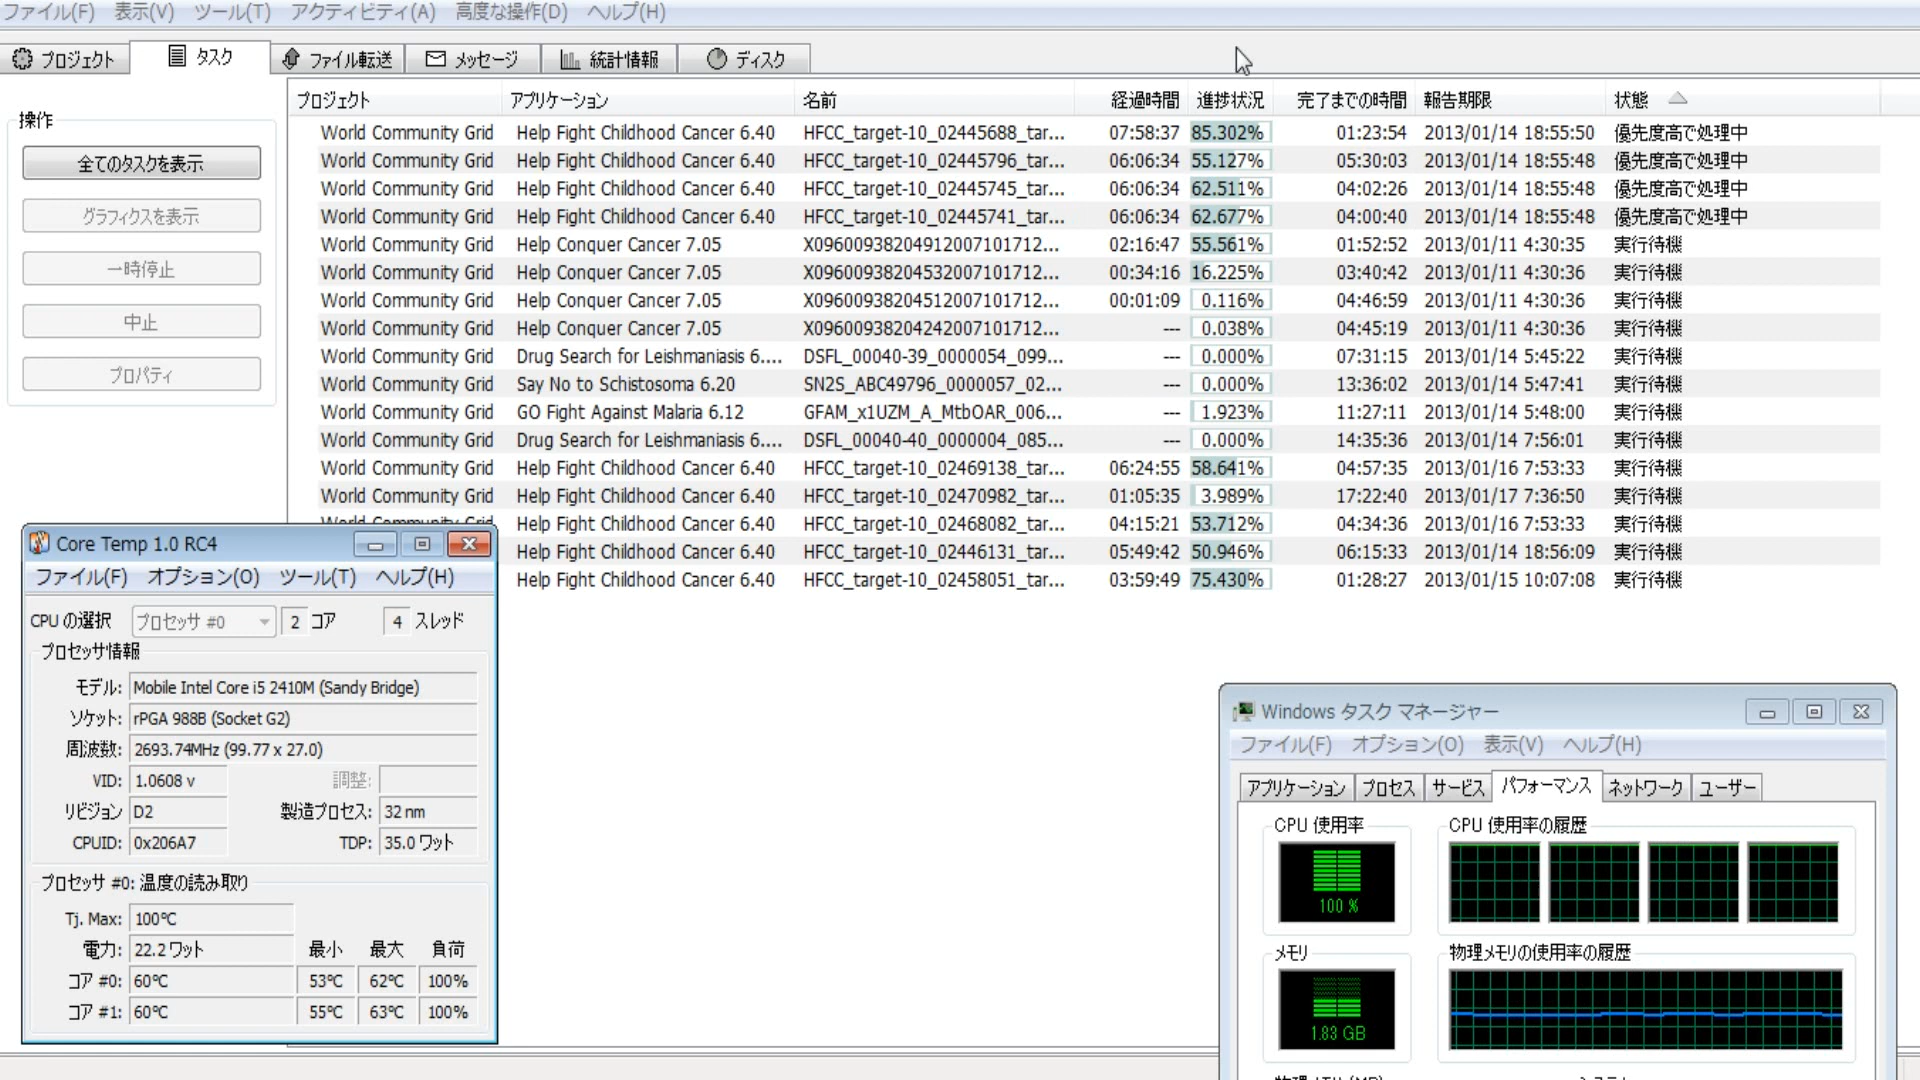 ファイル(F) 表示(V) ツール(T) アクティビティ(A) 高度な操作(D) ヘルプ(H)
プロジェクト タスク ファイル転送 メッセージ 統計情報 ディスク
操作
全てのタスクを表示
グラフィクスを表示
一時停止
中止
プロパティ
プロジェクト アプリケーション 名前 経過時間 進捗状況 完了までの時間 報告期限 状態
World Community Grid Help Fight Childhood Cancer 6.40 HFCC_target-10_02445688_tar... 07:58:37 85.302% 01:23:54 2013/01/14 18:55:50 優先度高で処理中
World Community Grid Help Fight Childhood Cancer 6.40 HFCC_target-10_02445796_tar... 06:06:34 55.127% 05:30:03 2013/01/14 18:55:48 優先度高で処理中
World Community Grid Help Fight Childhood Cancer 6.40 HFCC_target-10_02445745_tar... 06:06:34 62.511% 04:02:26 2013/01/14 18:55:48 優先度高で処理中
World Community Grid Help Fight Childhood Cancer 6.40 HFCC_target-10_02445741_tar... 06:06:34 62.677% 04:00:40 2013/01/14 18:55:48 優先度高で処理中
World Community Grid Help Conquer Cancer 7.05 X0960093820491200710171​2... 02:16:47 55.561% 01:52:52 2013/01/11 4:30:35 実行待機
World Community Grid Help Conquer Cancer 7.05 X0960093820453200710171​2... 00:34:16 16.225% 03:40:42 2013/01/11 4:30:36 実行待機
World Community Grid Help Conquer Cancer 7.05 X0960093820451200710171​2... 00:01:09 0.116% 04:46:59 2013/01/11 4:30:36 実行待機
World Community Grid Help Conquer Cancer 7.05 X0960093820424200710171​2... --- 0.038% 04:45:19 2013/01/11 4:30:36 実行待機
World Community Grid Drug Search for Leishmaniasis 6.... DSFL_00040-39_0000054_099... --- 0.000% 07:31:15 2013/01/14 5:45:22 実行待機
World Community Grid Say No to Schistosoma 6.20 SN2S_ABC49796_0000057_02... --- 0.000% 13:36:02 2013/01/14 5:47:41 実行待機
World Community Grid GO Fight Against Malaria 6.12 GFAM_x1UZM_A_MtbOAR_006... --- 1.923% 11:27:11 2013/01/14 5:48:00 実行待機
World Community Grid Drug Search for Leishmaniasis 6.... DSFL_00040-40_0000004_085... --- 0.000% 14:35:36 2013/01/14 7:56:01 実行待機
World Community Grid Help Fight Childhood Cancer 6.40 HFCC_target-10_02469138_tar... 06:24:55 58.641% 04:57:35 2013/01/16 7:53:33 実行待機
World Community Grid Help Fight Childhood Cancer 6.40 HFCC_target-10_02470982_tar... 01:05:35 3.989% 17:22:40 2013/01/17 7:36:50 実行待機
World Community Grid Help Fight Childhood Cancer 6.40 HFCC_target-10_02468082_tar... 04:15:21 53.712% 04:34:36 2013/01/16 7:53:33 実行待機
Help Fight Childhood Cancer 6.40 HFCC_target-10_02446131_tar... 05:49:42 50.946% 06:15:33 2013/01/14 18:56:09 実行待機
Help Fight Childhood Cancer 6.40 HFCC_target-10_02458051_tar... 03:59:49 75.430% 01:28:27 2013/01/15 10:07:08 実行待機
Core Temp 1.0 RC4
ファイル(F) オプション(O) ツール(T) ヘルプ(H)
CPU の選択 プロセッサ #0 2 コア 4 スレッド
プロセッサ情報
モデル: Mobile Intel Core i5 2410M (Sandy Bridge)
ソケット: rPGA 988B (Socket G2)
周波数: 2693.74MHz (99.77 x 27.0)
VID: 1.0608 v 調整:
リビジョン D2 製造プロセス: 32 nm
CPUID: 0x206A7 TDP: 35.0 ワット
プロセッサ #0: 温度の読み取り
Tj. Max: 100℃
電力: 22.2 ワット 最小 最大 負荷
コア #0: 60℃ 53℃ 62℃ 100%
コア #1: 60℃ 55℃ 63℃ 100%
Windows タスク マネージャー
ファイル(F) オプション(O) 表示(V) ヘルプ(H)
アプリケーション プロセス サービス パフォーマンス ネットワーク ユーザー
CPU 使用率 CPU 使用率の履歴
100 %
メモリ 物理メモリの使用率の履歴
1.83 GB
物理メモリ (MB) システム